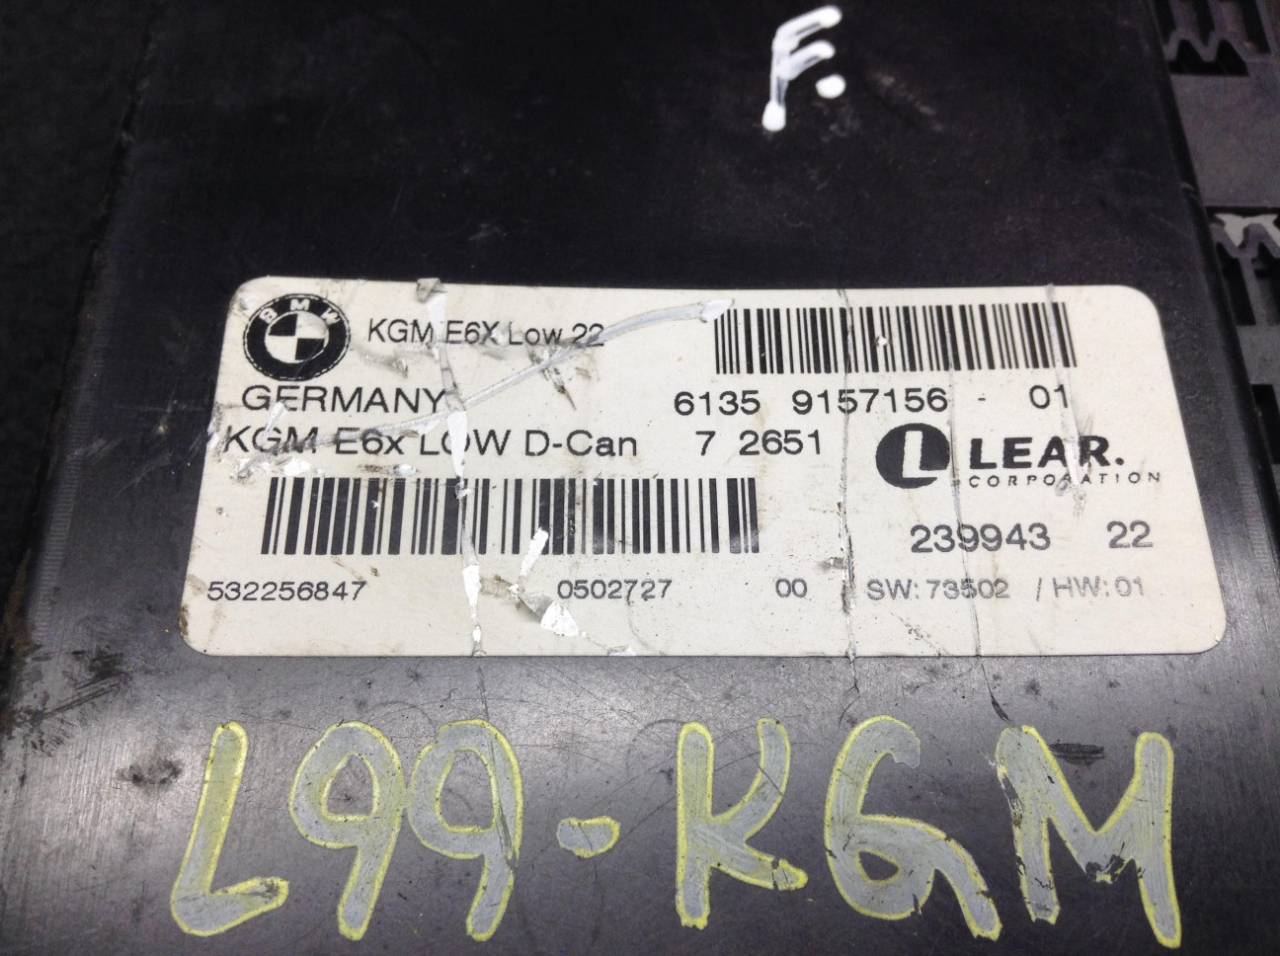 F.
BMW
KGM E6X Low 22
GERMANY 6135 9157156 - 01
KGM E6x LOW D-Can 7 2651 L LEAR. CORPORATION
239943 22
532256847 0502727 00 SW: 73502 / HW: 01
L99-KGM